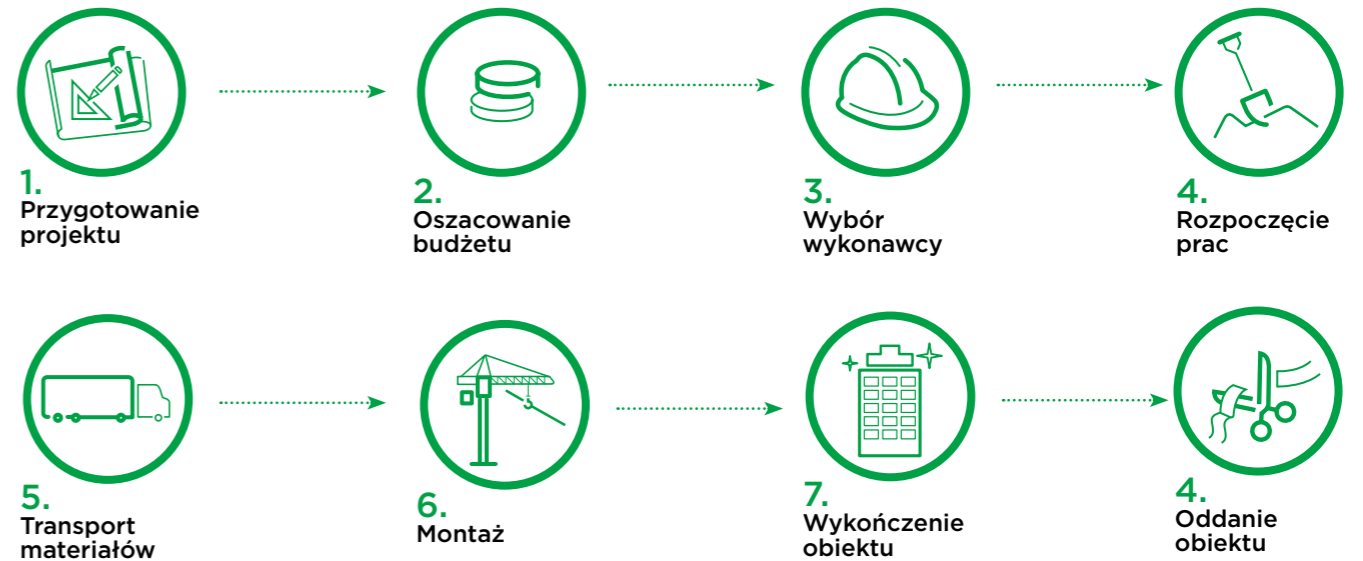 1.
Przygotowanie
projektu
2.
Oszacowanie
budżetu
3.
Wybór
wykonawcy
4.
Rozpoczęcie
prac
5.
Transport
materiałów
6.
Montaż
7.
Wykończenie
obiektu
4.
Oddanie
obiektu